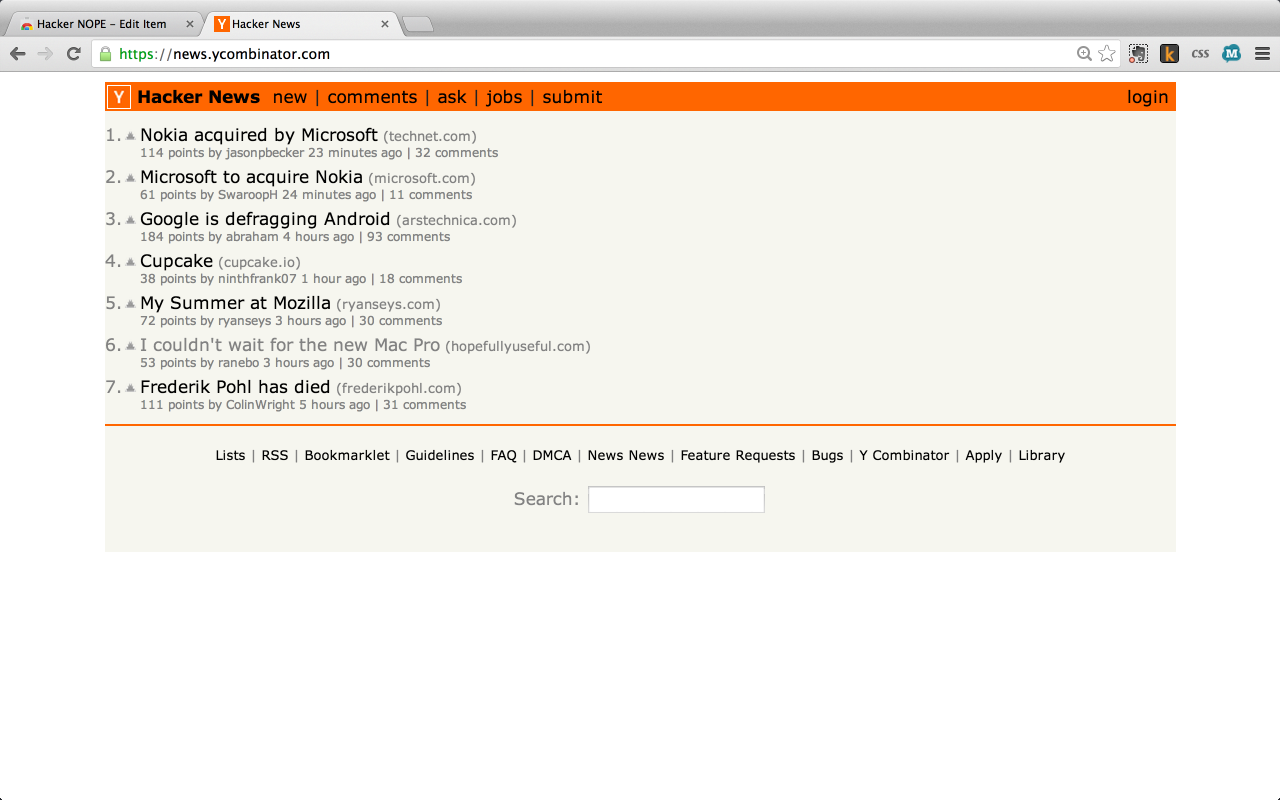 Hacker NOPE - Edit Item
Hacker News
https://news.ycombinator.com
k CSS M
Y Hacker News new | comments | ask | jobs | submit login
1. Nokia acquired by Microsoft (technet.com)
114 points by jasonpbecker 23 minutes ago | 32 comments
2. Microsoft to acquire Nokia (microsoft.com)
61 points by SwaroopH 24 minutes ago | 11 comments
3. Google is defragging Android (arstechnica.com)
184 points by abraham 4 hours ago | 93 comments
4. Cupcake (cupcake.io)
38 points by ninthfrank07 1 hour ago | 18 comments
5. My Summer at Mozilla (ryanseys.com)
72 points by ryanseys 3 hours ago | 30 comments
6. I couldn't wait for the new Mac Pro (hopefullyuseful.com)
53 points by ranebo 3 hours ago | 30 comments
7. Frederik Pohl has died (frederikpohl.com)
111 points by ColinWright 5 hours ago | 31 comments
Lists | RSS | Bookmarklet | Guidelines | FAQ | DMCA | News News | Feature Requests | Bugs | Y Combinator | Apply | Library
Search: